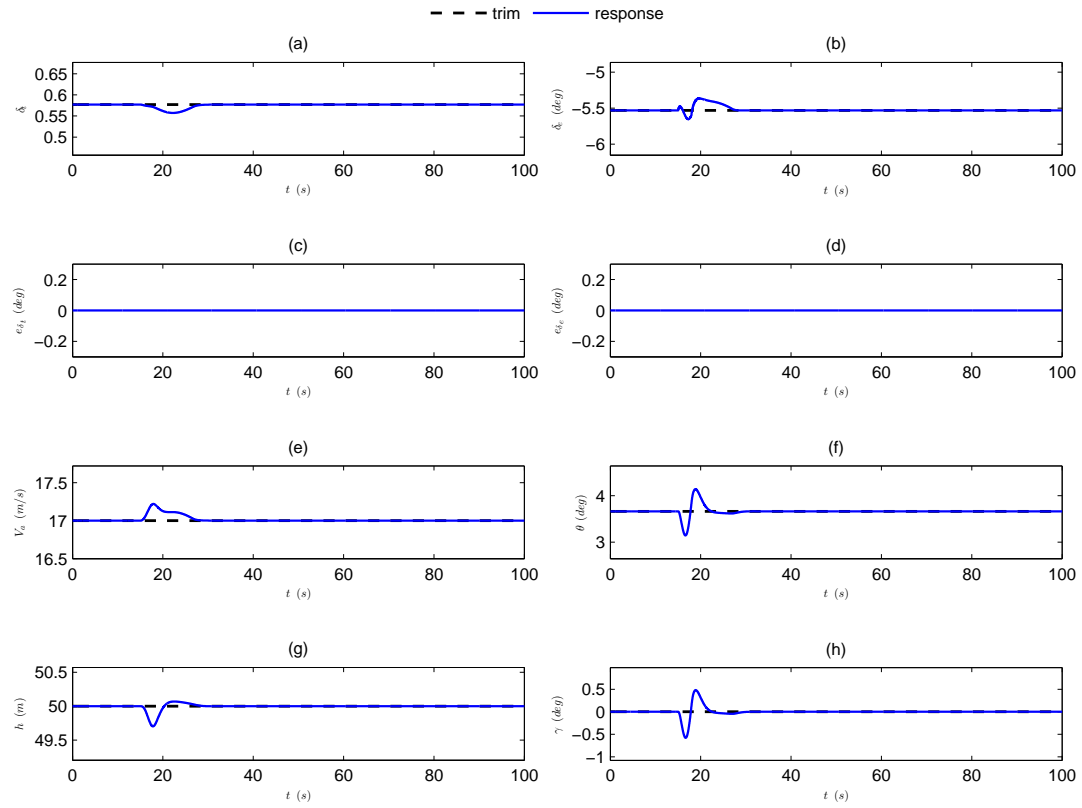 trim response
(a)
0.65
0.6
0.55
0.5
δt
0 20 40 60 80 100
t (s)
(b)
−5
−5.5
−6
δe (deg)
0 20 40 60 80 100
t (s)
(c)
0.2
0
−0.2
eδt (deg)
0 20 40 60 80 100
t (s)
(d)
0.2
0
−0.2
eδe (deg)
0 20 40 60 80 100
t (s)
(e)
17.5
17
16.5
Va (m/s)
0 20 40 60 80 100
t (s)
(f)
4
3
θ (deg)
0 20 40 60 80 100
t (s)
(g)
50.5
50
49.5
h (m)
0 20 40 60 80 100
t (s)
(h)
0.5
0
−0.5
−1
γ (deg)
0 20 40 60 80 100
t (s)